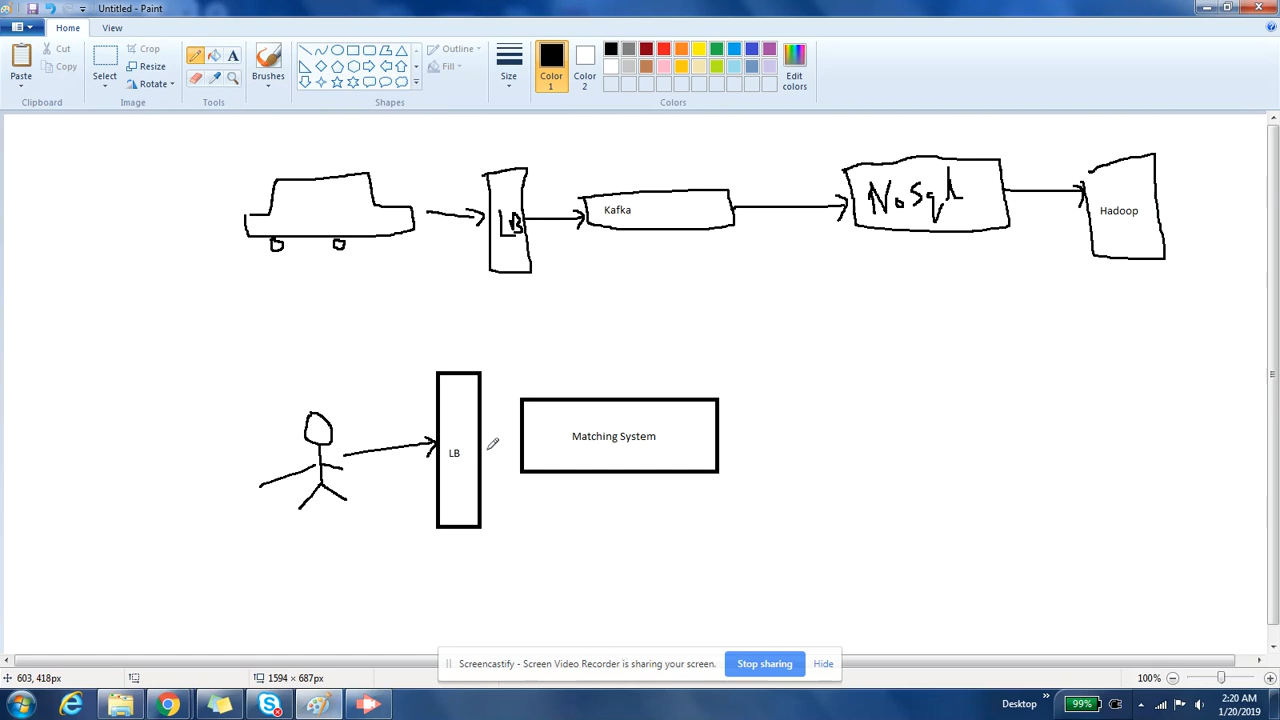 Untitled - Paint
Home
View
Cut
Copy
Paste
Clipboard
Crop
Resize
Rotate
Select
Image
Tools
Brushes
Outline
Fill
Shapes
Size
Color 1
Color 2
Edit colors
Colors
LB
Kafka
NoSql
Hadoop
LB
Matching System
Screencastify - Screen Video Recorder is sharing your screen.
Stop sharing
Hide
603, 418px
1594 × 687px
100%
Desktop
99%
2:20 AM
1/20/2019